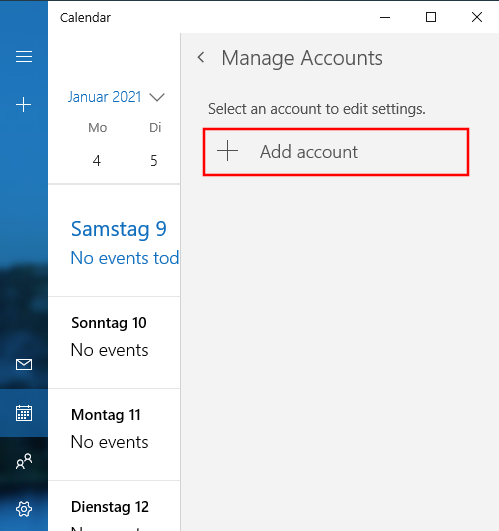 Calendar
Manage Accounts
Select an account to edit settings.
Add account
Januar 2021
Mo Di
4 5
Samstag 9
No events tod
Sonntag 10
No events
Montag 11
No events
Dienstag 12